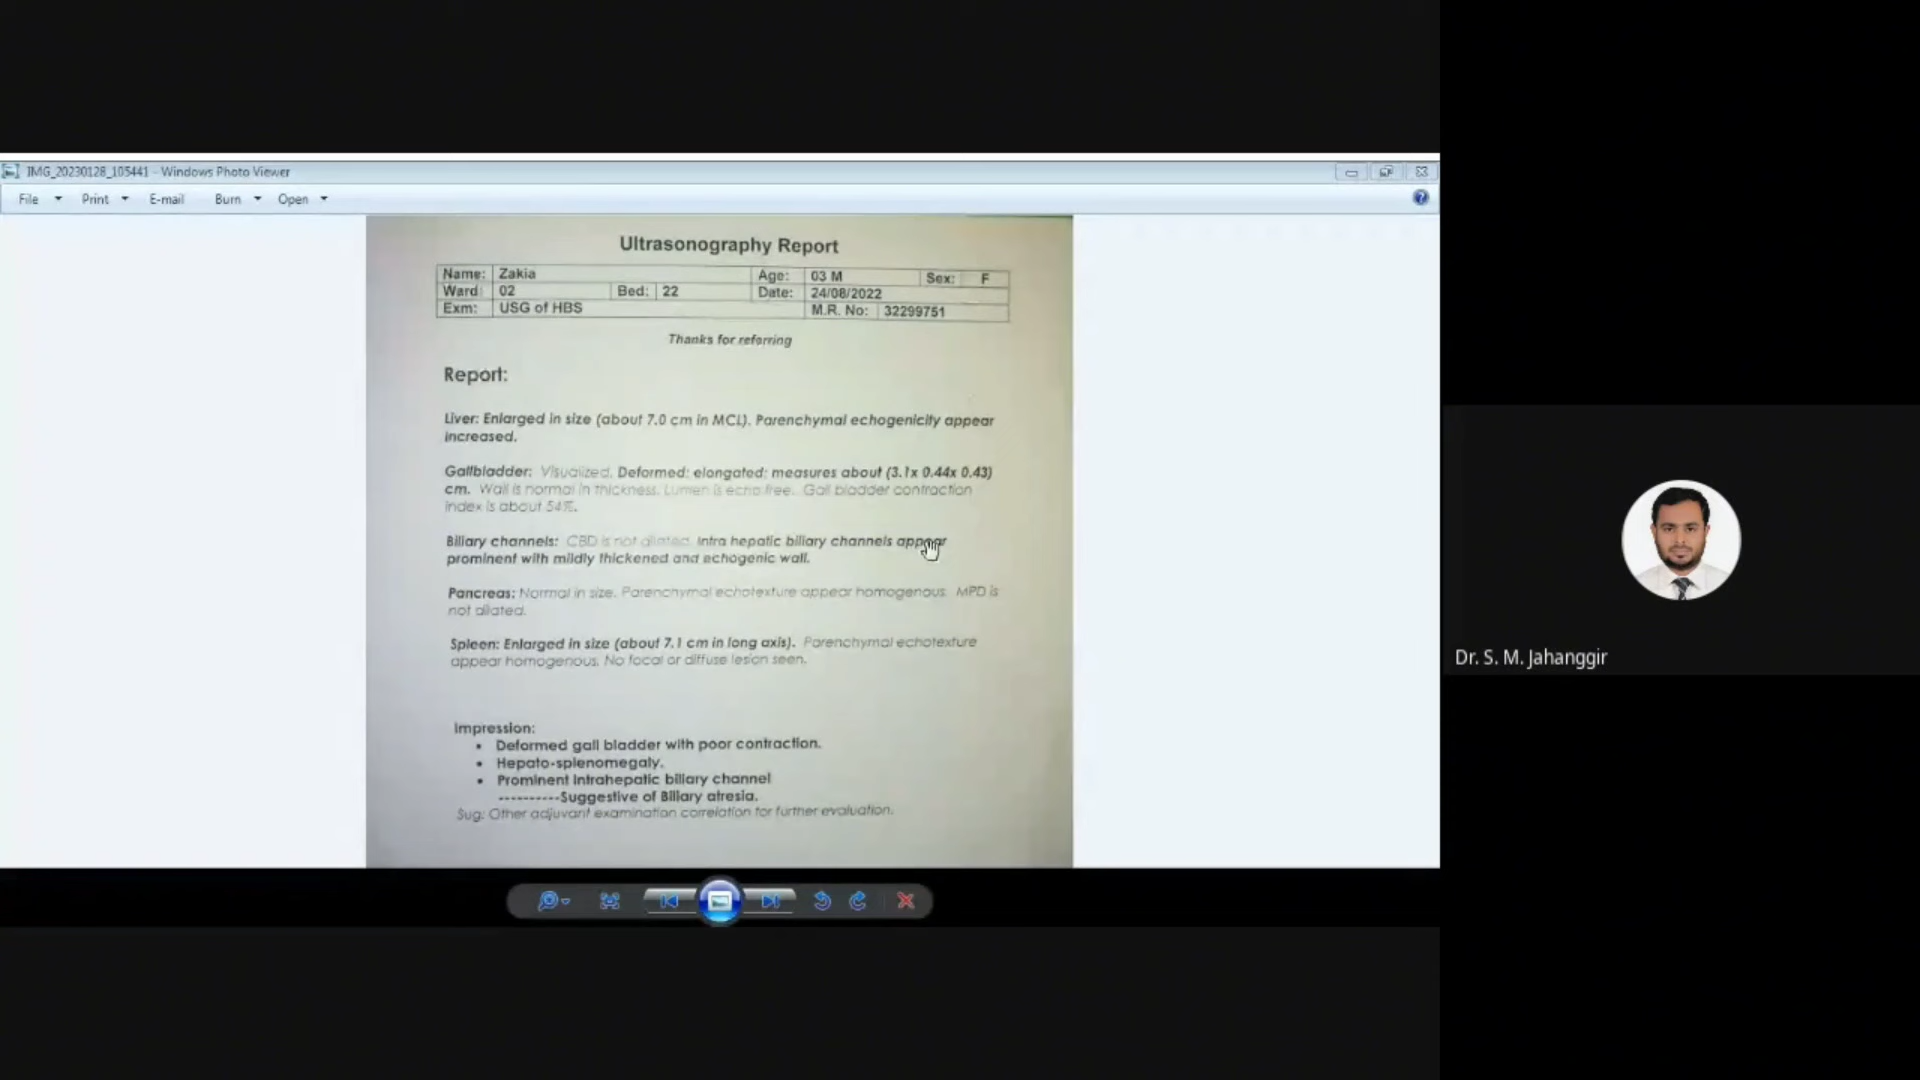 IMG_20230128_105441 - Windows Photo Viewer
File Print E-mail Burn Open
Ultrasonography Report
Name: Zakia Age: 03 M Sex: F
Ward 02 Bed: 22 Date: 24/08/2022
Exm: USG of HBS M.R. No: 32299751
Thanks for referring
Report:
Liver: Enlarged in size (about 7.0 cm in MCL). Parenchymal echogenicity appear
increased.
Gallbladder: Visualized. Deformed; elongated; measures about (3.1x 0.44x 0.43)
cm. Wall is normal in thickness. Lumen is echo free. Gall bladder contraction
index is about 54%.
Biliary channels: CBD is not dilated. Intra hepatic biliary channels appear
prominent with mildly thickened and echogenic wall.
Pancreas: Normal in size. Parenchymal echotexture appear homogenous. MPD is
not dilated.
Spleen: Enlarged in size (about 7.1 cm in long axis). Parenchymal echotexture
appear homogenous. No focal or diffuse lesion seen.
Impression:
• Deformed gall bladder with poor contraction.
• Hepato-splenomegaly.
• Prominent Intrahepatic biliary channel
----------Suggestive of Biliary atresia.
Sug: Other adjuvant examination correlation for further evaluation.
Dr. S. M. Jahanggir